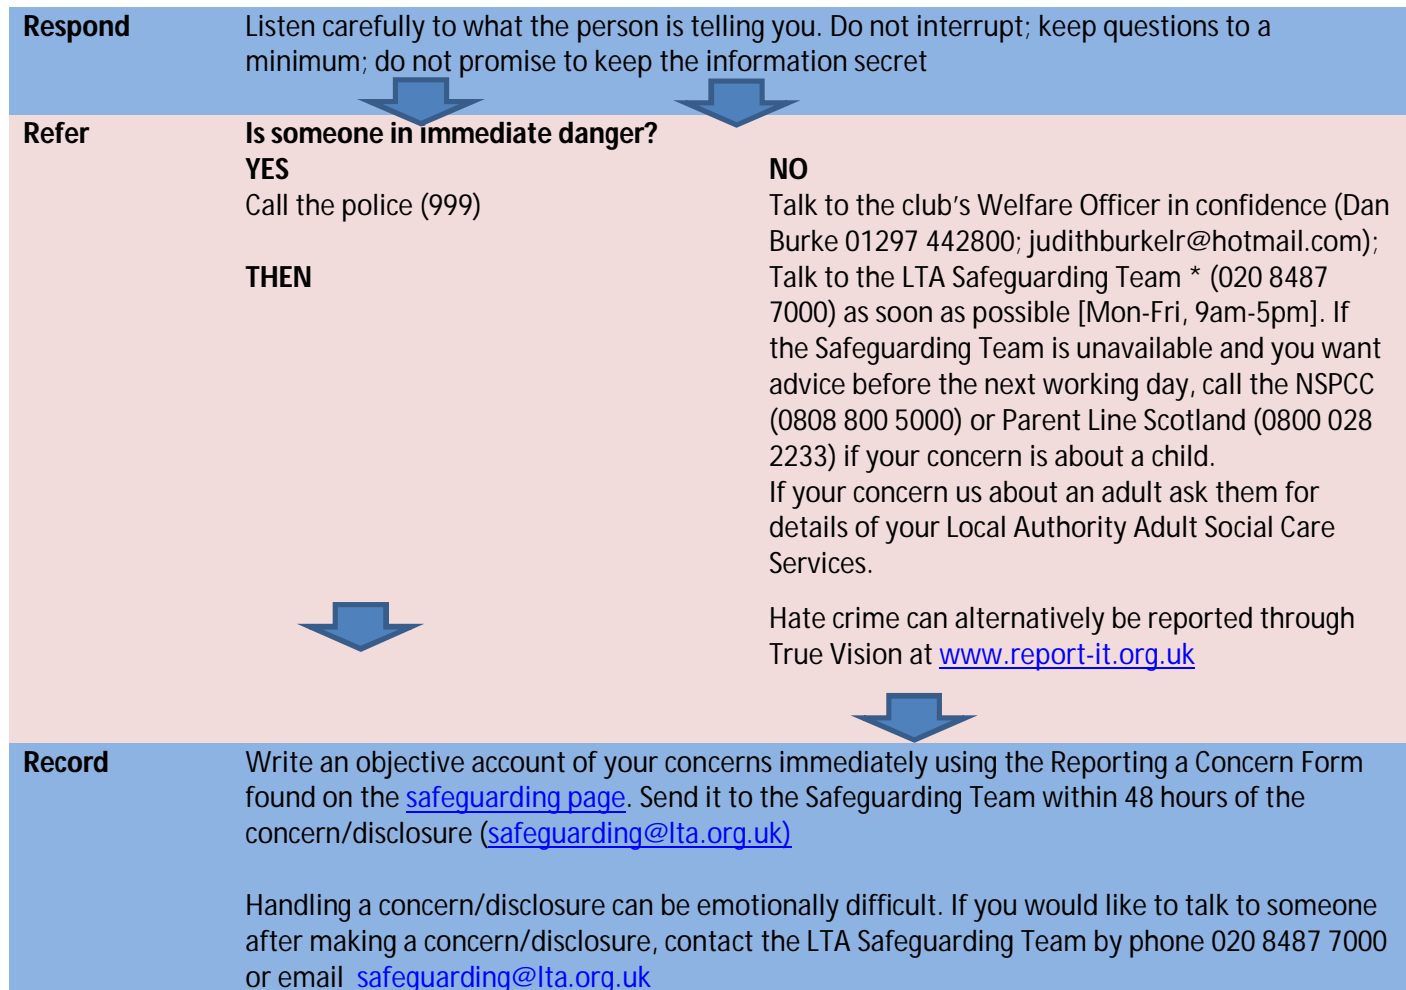 Respond
Listen carefully to what the person is telling you. Do not interrupt; keep questions to a
minimum; do not promise to keep the information secret
Refer
Is someone in immediate danger?
YES
Call the police (999)
THEN
NO
Talk to the club's Welfare Officer in confidence (Dan
Burke 01297 442800; judithburkelr@hotmail.com);
Talk to the LTA Safeguarding Team * (020 8487
7000) as soon as possible [Mon-Fri, 9am-5pm]. If
the Safeguarding Team is unavailable and you want
advice before the next working day, call the NSPCC
(0808 800 5000) or Parent Line Scotland (0800 028
2233) if your concern is about a child.
If your concern us about an adult ask them for
details of your Local Authority Adult Social Care
Services.
Hate crime can alternatively be reported through
True Vision at www.report-it.org.uk
Record
Write an objective account of your concerns immediately using the Reporting a Concern Form
found on the safeguarding page. Send it to the Safeguarding Team within 48 hours of the
concern/disclosure (safeguarding@lta.org.uk)
Handling a concern/disclosure can be emotionally difficult. If you would like to talk to someone
after making a concern/disclosure, contact the LTA Safeguarding Team by phone 020 8487 7000
or email safeguarding@lta.org.uk